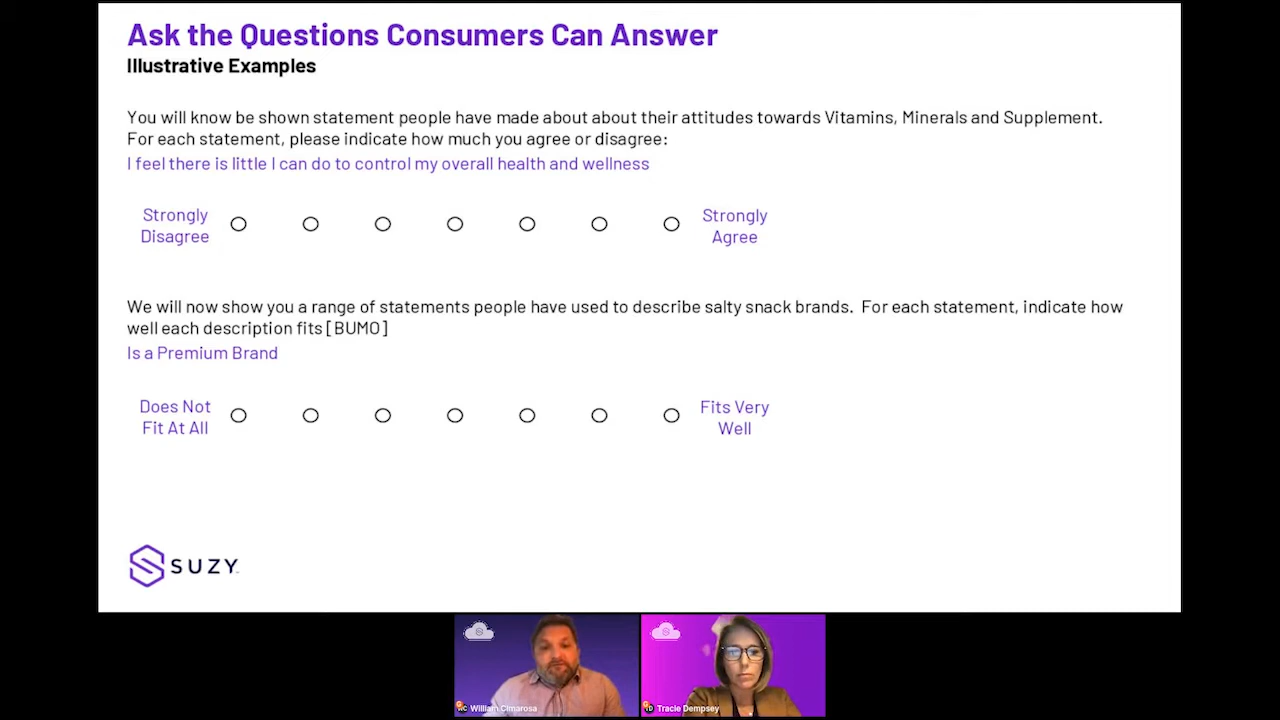 Ask the Questions Consumers Can Answer
Illustrative Examples
You will know be shown statement people have made about about their attitudes towards Vitamins, Minerals and Supplement.
For each statement, please indicate how much you agree or disagree:
I feel there is little I can do to control my overall health and wellness
Strongly
Disagree
Strongly
Agree
We will now show you a range of statements people have used to describe salty snack brands. For each statement, indicate how
well each description fits [BUMO]
Is a Premium Brand
Does Not
Fit At All
Fits Very
Well
SUZY
William Cimarosa
Tracie Dempsey